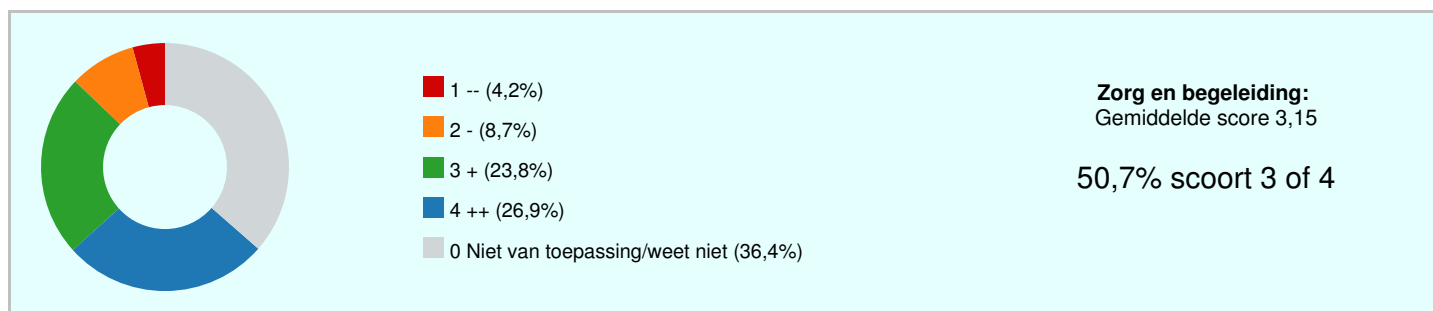 1 -- (4,2%)
2 - (8,7%)
3 + (23,8%)
4 ++ (26,9%)
0 Niet van toepassing/weet niet (36,4%)
Zorg en begeleiding:
Gemiddelde score 3,15
50,7% scoort 3 of 4